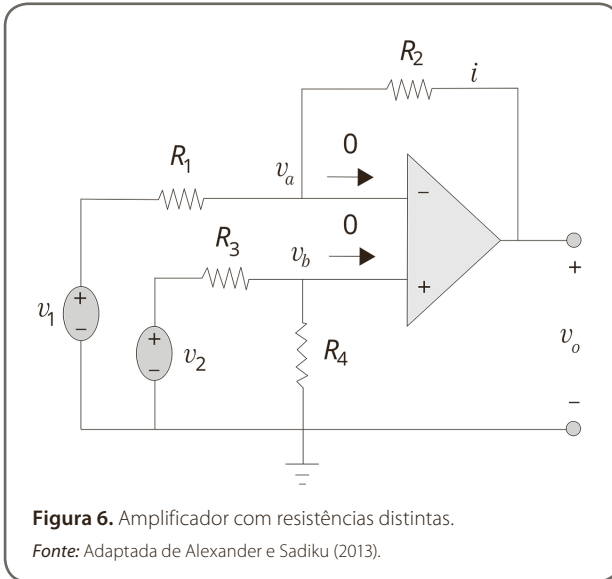 R₂
i
0
R₁
vₐ
−
0
R₃
v_b
+
v₁
+
−
+
−
v₂
R₄
+
vₒ
−
Figura 6. Amplificador com resistências distintas.
Fonte: Adaptada de Alexander e Sadiku (2013).